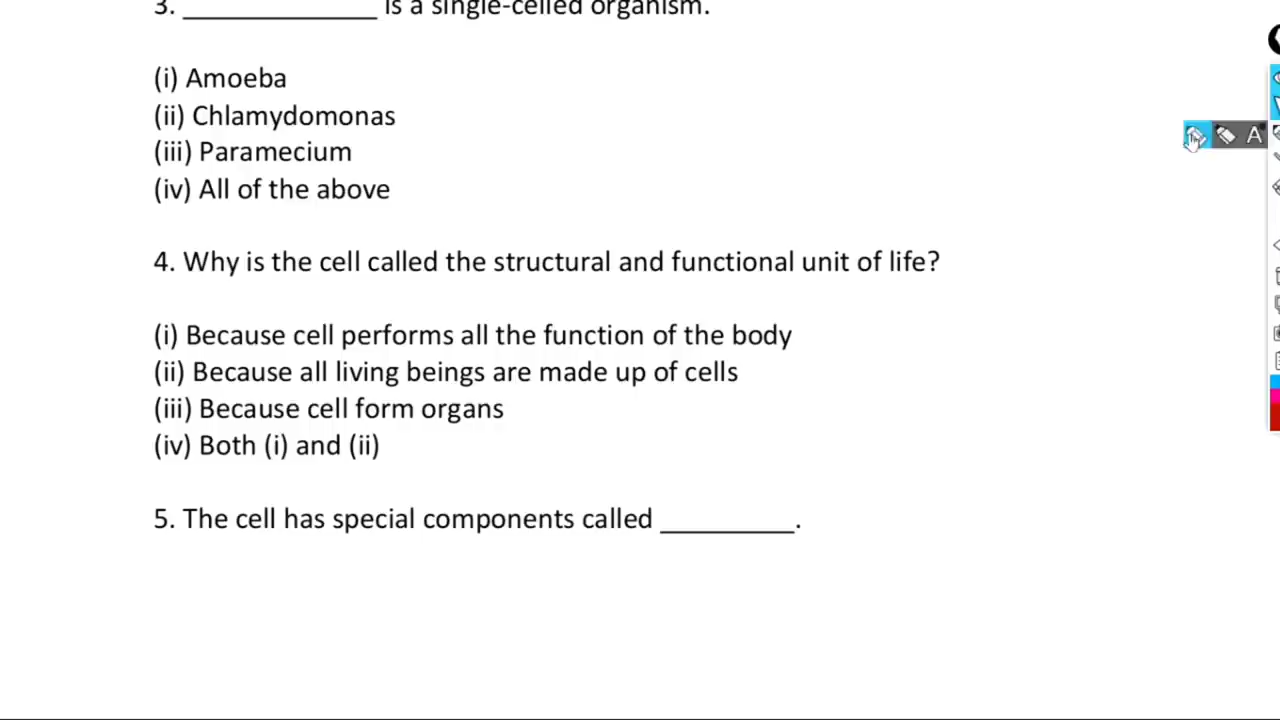 3. ______________ is a single-celled organism.
(i) Amoeba
(ii) Chlamydomonas
(iii) Paramecium
(iv) All of the above
4. Why is the cell called the structural and functional unit of life?
(i) Because cell performs all the function of the body
(ii) Because all living beings are made up of cells
(iii) Because cell form organs
(iv) Both (i) and (ii)
5. The cell has special components called __________.
A